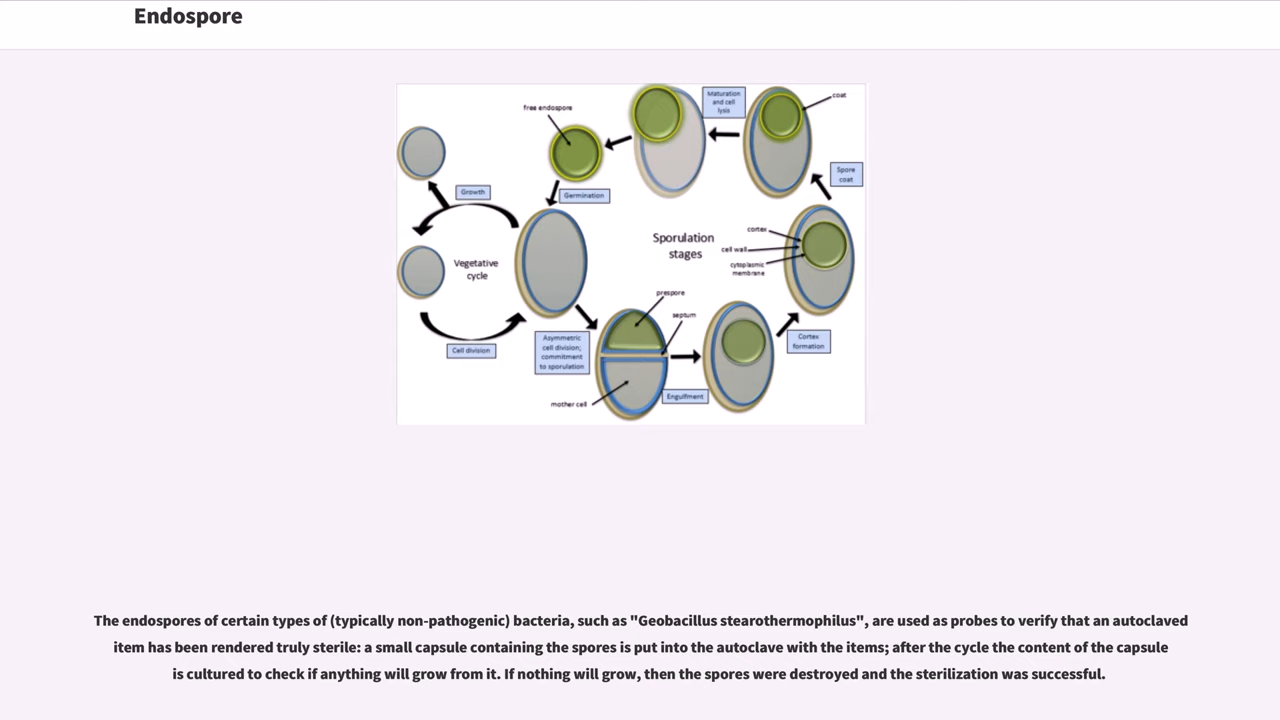 Endospore
free endospore
Maturation
and cell
lysis
coat
Growth
Germination
Spore
coat
Vegetative
cycle
Sporulation
stages
cortex
cell wall
cytoplasmic
membrane
prespore
septum
Asymmetric
cell division;
commitment
to sporulation
Cell division
Cortex
formation
mother cell
Engulfment
The endospores of certain types of (typically non-pathogenic) bacteria, such as "Geobacillus stearothermophilus", are used as probes to verify that an autoclaved
item has been rendered truly sterile: a small capsule containing the spores is put into the autoclave with the items; after the cycle the content of the capsule
is cultured to check if anything will grow from it. If nothing will grow, then the spores were destroyed and the sterilization was successful.